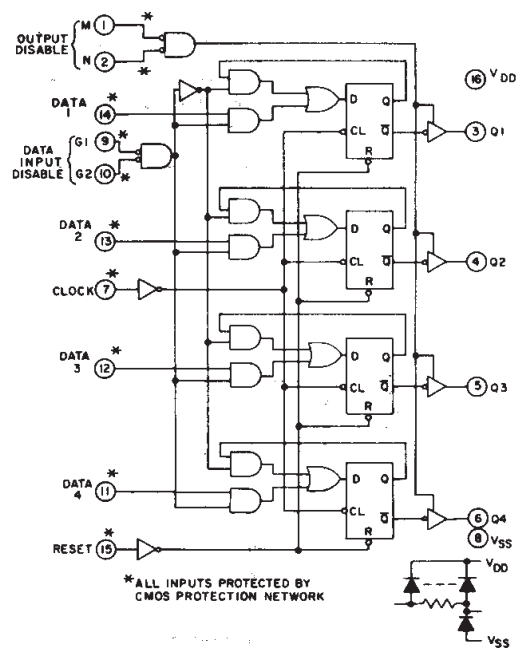 OUTPUT DISABLE
M 1 *
N 2 *
16 VDD
DATA 1 14 *
D Q
CL Q̅
R
3 Q1
DATA INPUT DISABLE
G1 9 *
G2 10 *
DATA 2 13 *
D Q
CL Q̅
R
4 Q2
CLOCK 7 *
DATA 3 12 *
D Q
CL Q̅
R
5 Q3
DATA 4 11 *
D Q
CL Q̅
R
6 Q4
8 VSS
RESET 15 *
*ALL INPUTS PROTECTED BY
CMOS PROTECTION NETWORK
VDD
VSS